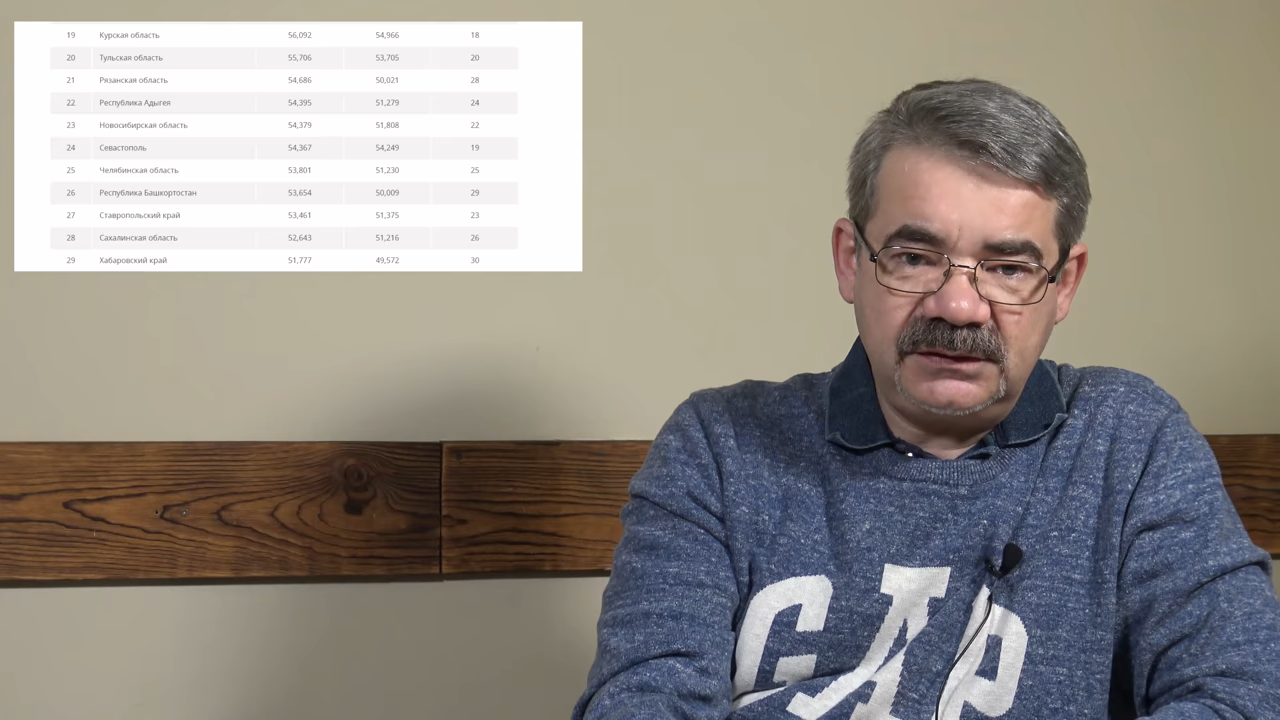 19 Курская область 56,092 54,966 18
20 Тульская область 55,706 53,705 20
21 Рязанская область 54,686 50,021 28
22 Республика Адыгея 54,395 51,279 24
23 Новосибирская область 54,379 51,808 22
24 Севастополь 54,367 54,249 19
25 Челябинская область 53,801 51,230 25
26 Республика Башкортостан 53,654 50,009 29
27 Ставропольский край 53,461 51,375 23
28 Сахалинская область 52,643 51,216 26
29 Хабаровский край 51,777 49,572 30
GAP